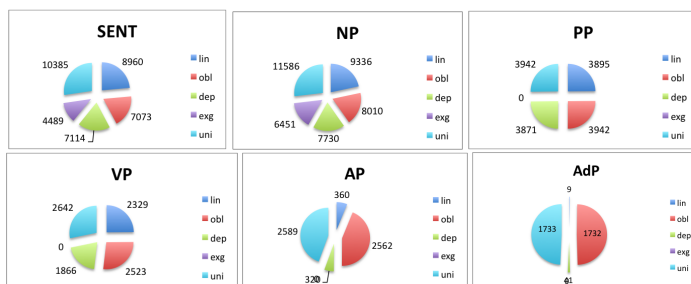 SENT
10385
8960
4489
7073
7114
lin
obl
dep
exg
uni
NP
11586
9336
6451
8010
7730
lin
obl
dep
exg
uni
PP
3942
3895
0
3871
3942
lin
obl
dep
exg
uni
VP
2642
2329
0
1866
2523
lin
obl
dep
exg
uni
AP
360
2589
2562
320
lin
obl
dep
exg
uni
AdP
9
1733
1732
lin
obl
dep
exg
uni